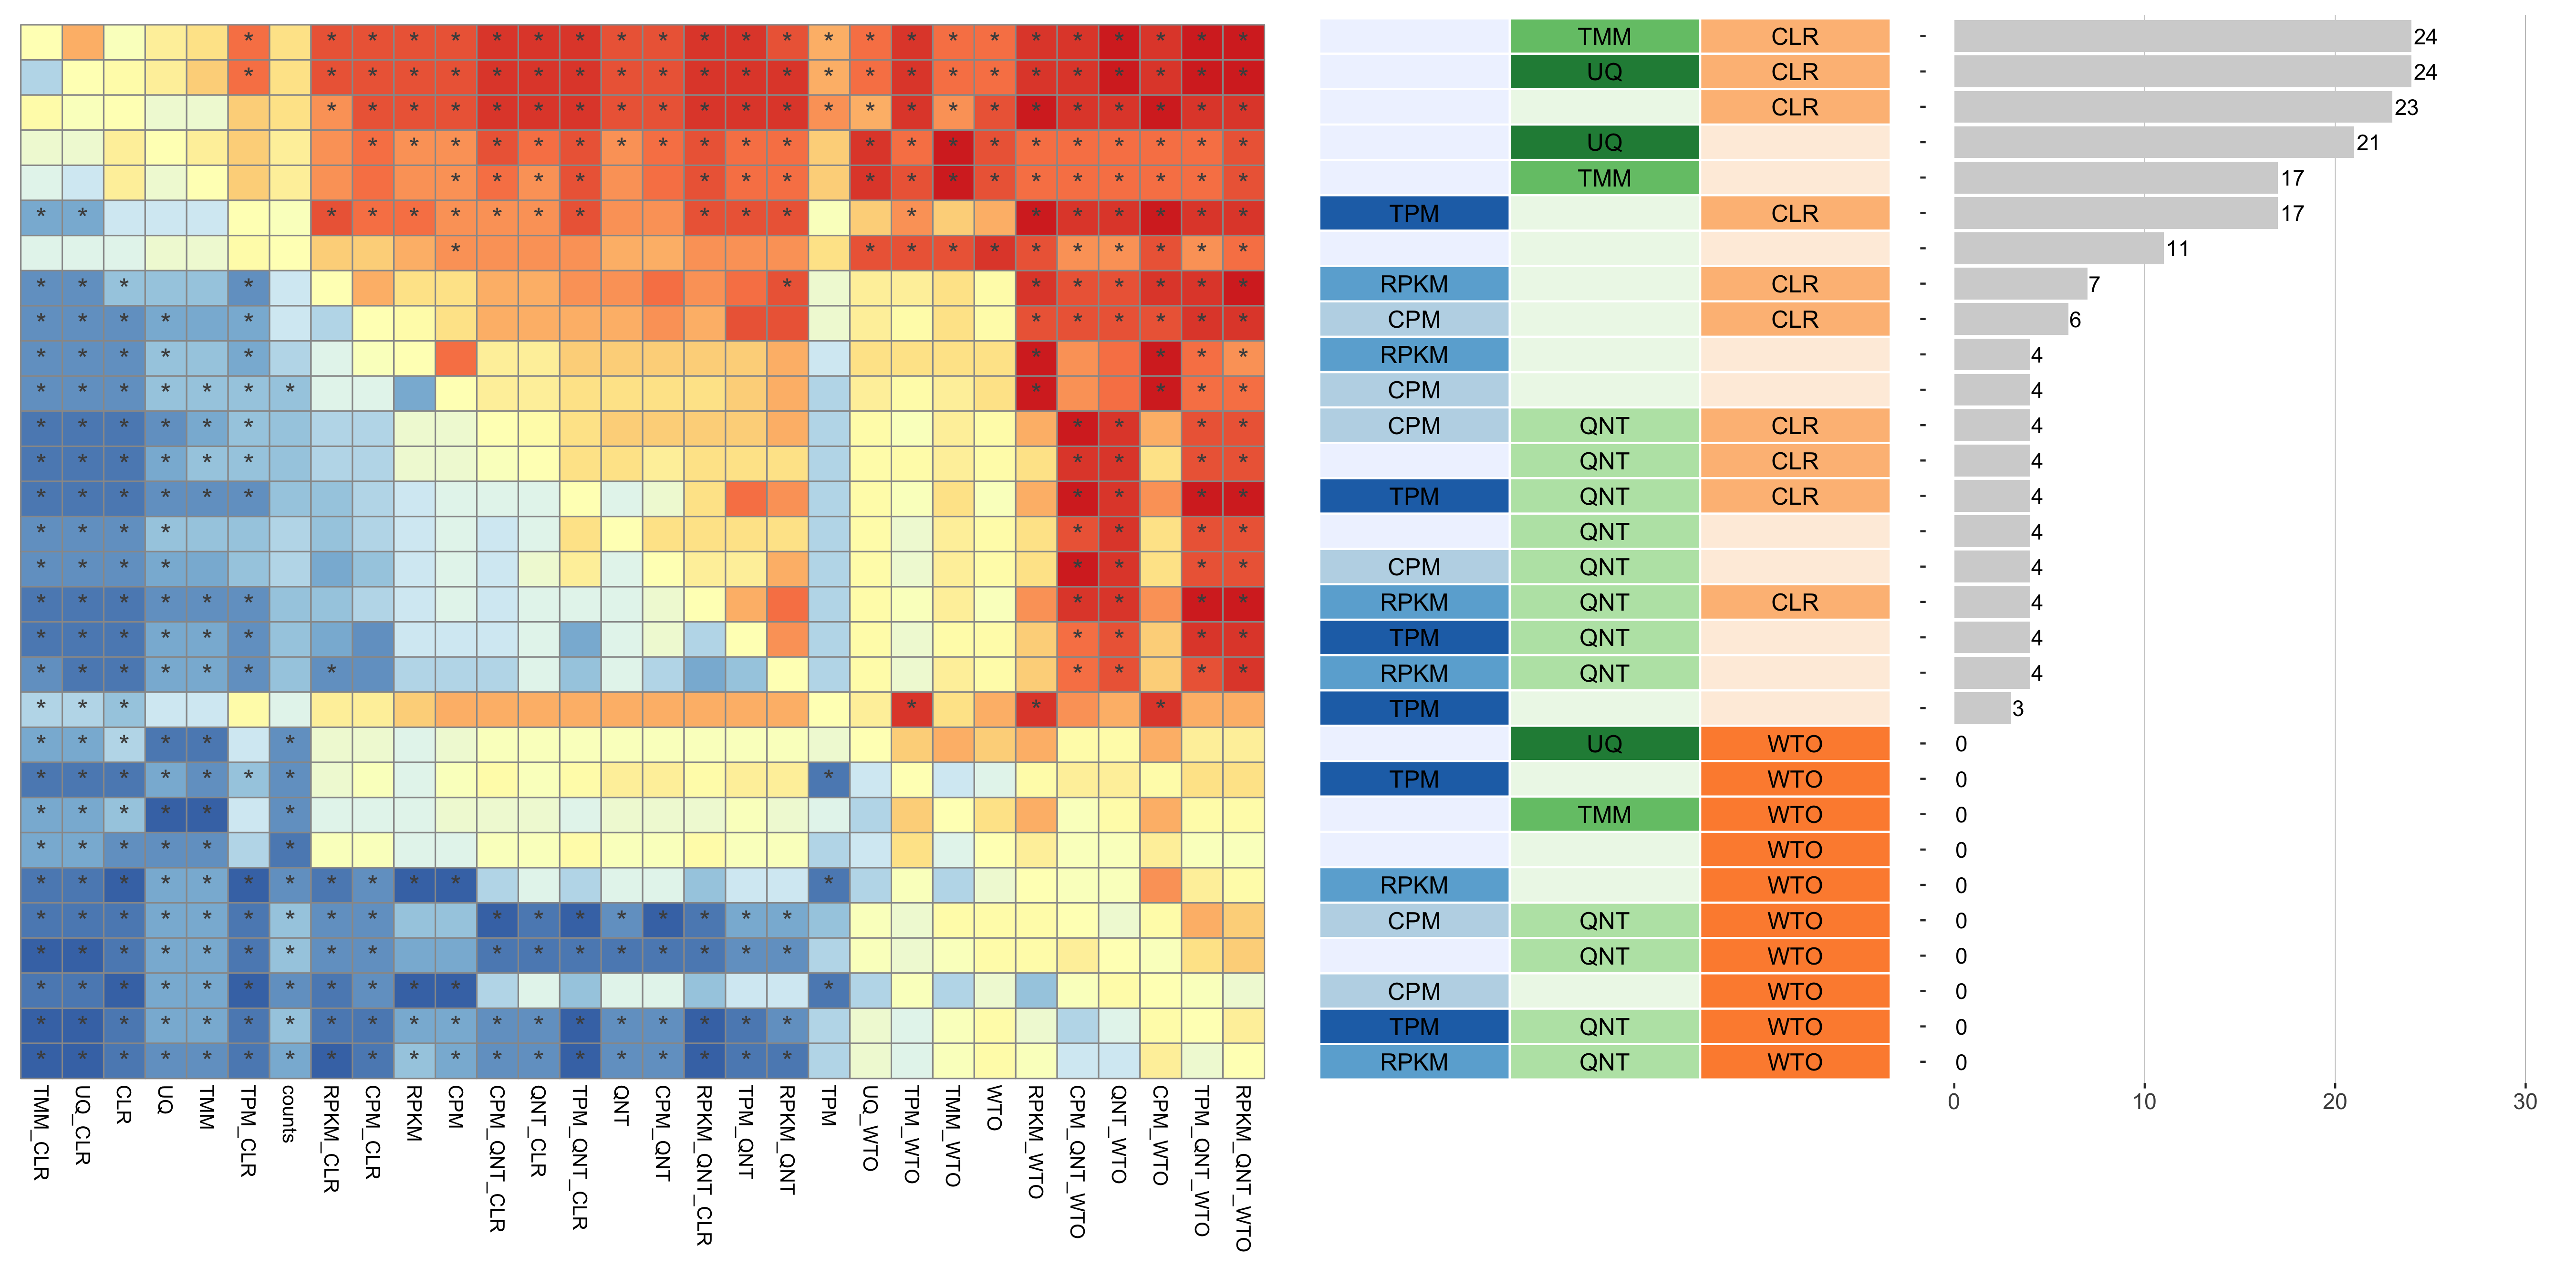 TMM CLR - 24
UQ CLR - 24
CLR - 23
UQ - 21
TMM - 17
TPM CLR - 17
- 11
RPKM CLR - 7
CPM CLR - 6
RPKM - 4
CPM - 4
CPM QNT CLR - 4
QNT CLR - 4
TPM QNT CLR - 4
QNT - 4
CPM QNT - 4
RPKM QNT CLR - 4
TPM QNT - 4
RPKM QNT - 4
TPM - 3
UQ WTO - 0
TPM WTO - 0
TMM WTO - 0
WTO - 0
RPKM WTO - 0
CPM QNT WTO - 0
QNT WTO - 0
CPM WTO - 0
TPM QNT WTO - 0
RPKM QNT WTO - 0
TMM_CLR
UQ_CLR
CLR
UQ
TMM
TPM_CLR
counts
RPKM_CLR
CPM_CLR
RPKM
CPM
CPM_QNT_CLR
QNT_CLR
TPM_QNT_CLR
QNT
CPM_QNT
RPKM_QNT_CLR
TPM_QNT
RPKM_QNT
TPM
UQ_WTO
TPM_WTO
TMM_WTO
WTO
RPKM_WTO
CPM_QNT_WTO
QNT_WTO
CPM_WTO
TPM_QNT_WTO
RPKM_QNT_WTO
0 10 20 30